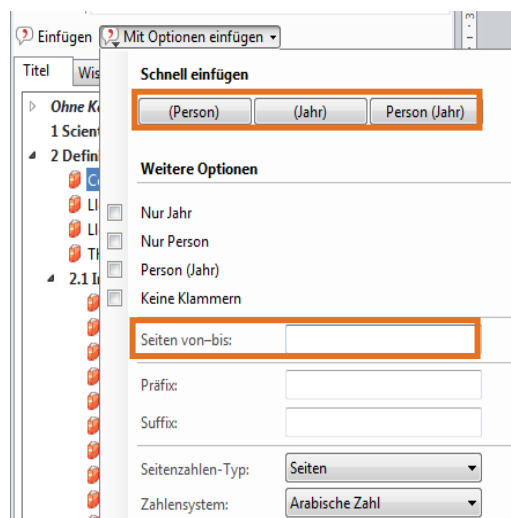 Einfügen Mit Optionen einfügen
Titel Wis
Schnell einfügen
(Person) (Jahr) Person (Jahr)
Ohne K
1 Scient
2 Defin
Weitere Optionen
Nur Jahr
Nur Person
Person (Jahr)
2.1 I
Keine Klammern
Seiten von–bis:
Präfix:
Suffix:
Seitenzahlen-Typ: Seiten
Zahlensystem: Arabische Zahl